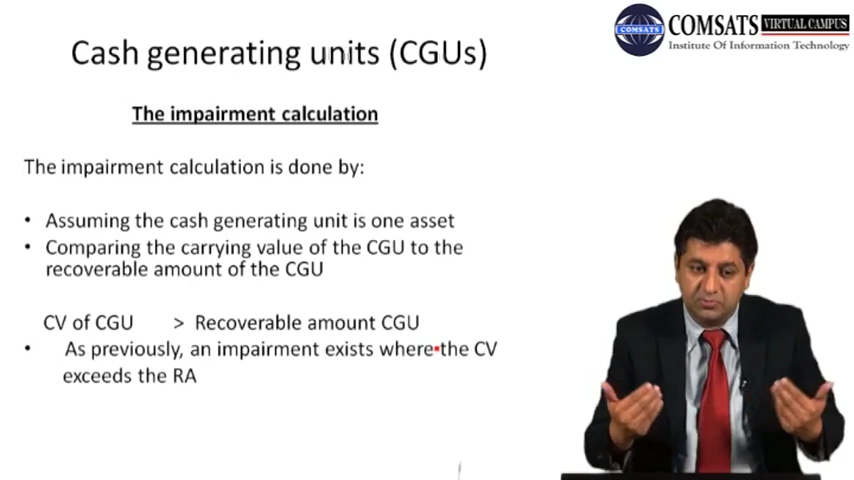 COMSATS VIRTUAL CAMPUS
COMSATS
Institute Of Information Technology
Cash generating units (CGUs)
The impairment calculation
The impairment calculation is done by:
• Assuming the cash generating unit is one asset
• Comparing the carrying value of the CGU to the
recoverable amount of the CGU
CV of CGU > Recoverable amount CGU
• As previously, an impairment exists where the CV
exceeds the RA